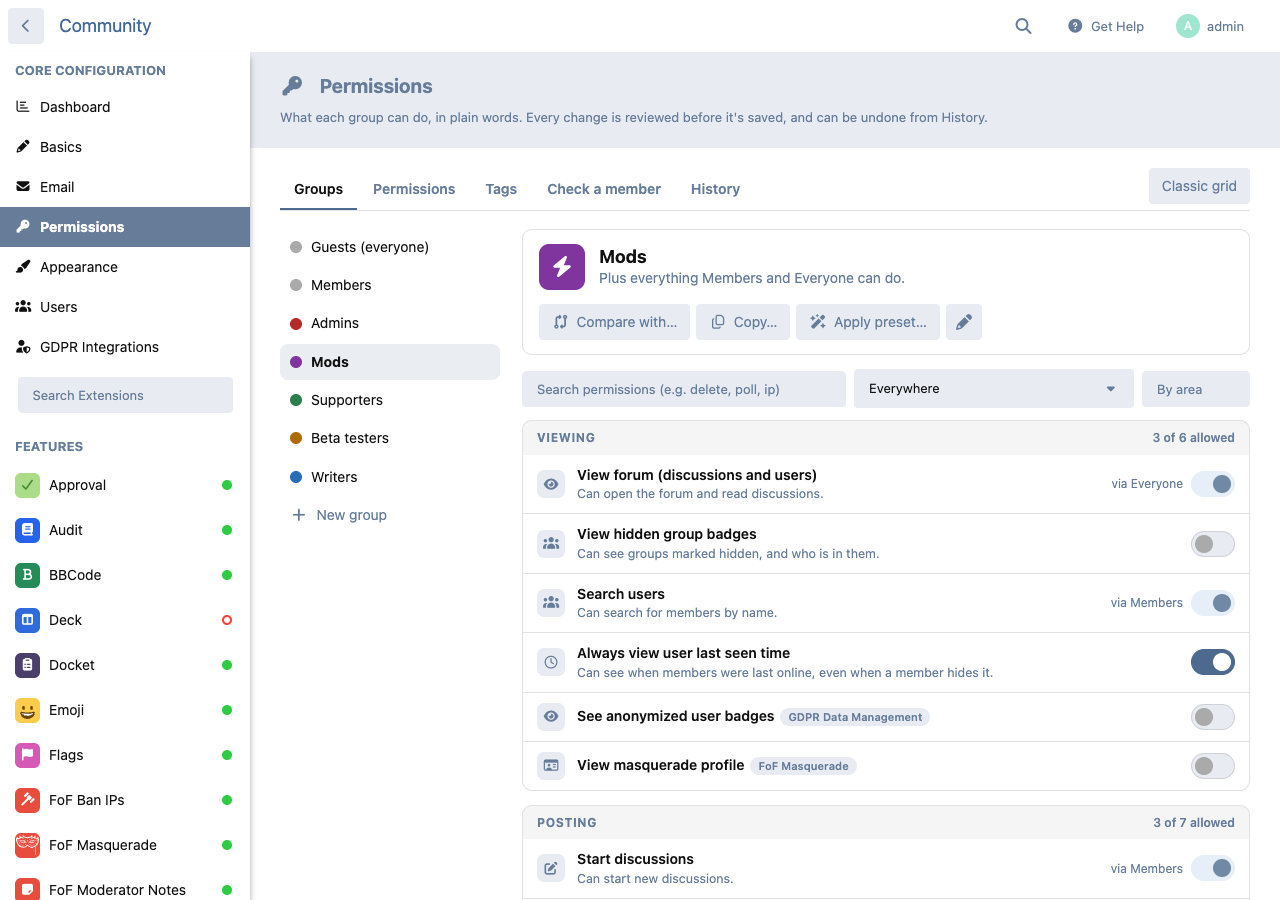 Community
Get Help
A
admin
CORE CONFIGURATION
Dashboard
Basics
Email
Permissions
Appearance
Users
GDPR Integrations
Search Extensions
FEATURES
Approval
Audit
BBCode
Deck
Docket
Emoji
Flags
FoF Ban IPs
FoF Masquerade
FoF Moderator Notes
Permissions
What each group can do, in plain words. Every change is reviewed before it's saved, and can be undone from History.
Groups
Permissions
Tags
Check a member
History
Classic grid
Guests (everyone)
Members
Admins
Mods
Supporters
Beta testers
Writers
New group
Mods
Plus everything Members and Everyone can do.
Compare with...
Copy...
Apply preset...
Search permissions (e.g. delete, poll, ip)
Everywhere
By area
VIEWING
3 of 6 allowed
View forum (discussions and users)
Can open the forum and read discussions.
via Everyone
View hidden group badges
Can see groups marked hidden, and who is in them.
Search users
Can search for members by name.
via Members
Always view user last seen time
Can see when members were last online, even when a member hides it.
See anonymized user badges
GDPR Data Management
View masquerade profile
FoF Masquerade
POSTING
3 of 7 allowed
Start discussions
Can start new discussions.
via Members